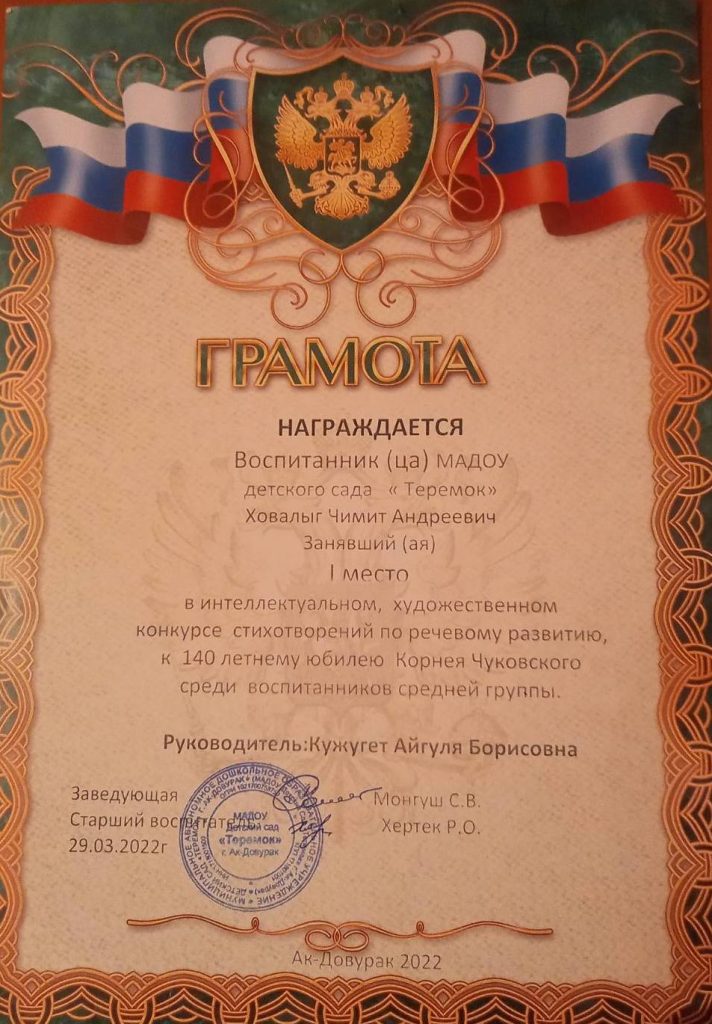 ГРАМОТА
НАГРАЖДАЕТСЯ
Воспитанник (ца) МАДОУ
детского сада « Теремок»
Ховалыг Чимит Андреевич
Занявший (ая)
I место
в интеллектуальном, художественном
конкурсе стихотворений по речевому развитию,
к 140 летнему юбилею Корнея Чуковского
среди воспитанников средней группы.
Руководитель:Кужугет Айгуля Борисовна
Заведующая Монгуш С.В.
Старший воспитатель Хертек Р.О.
29.03.2022г
МАДОУ
детский сад
«Теремок»
г. Ак-Довурак
Ак-Довурак 2022